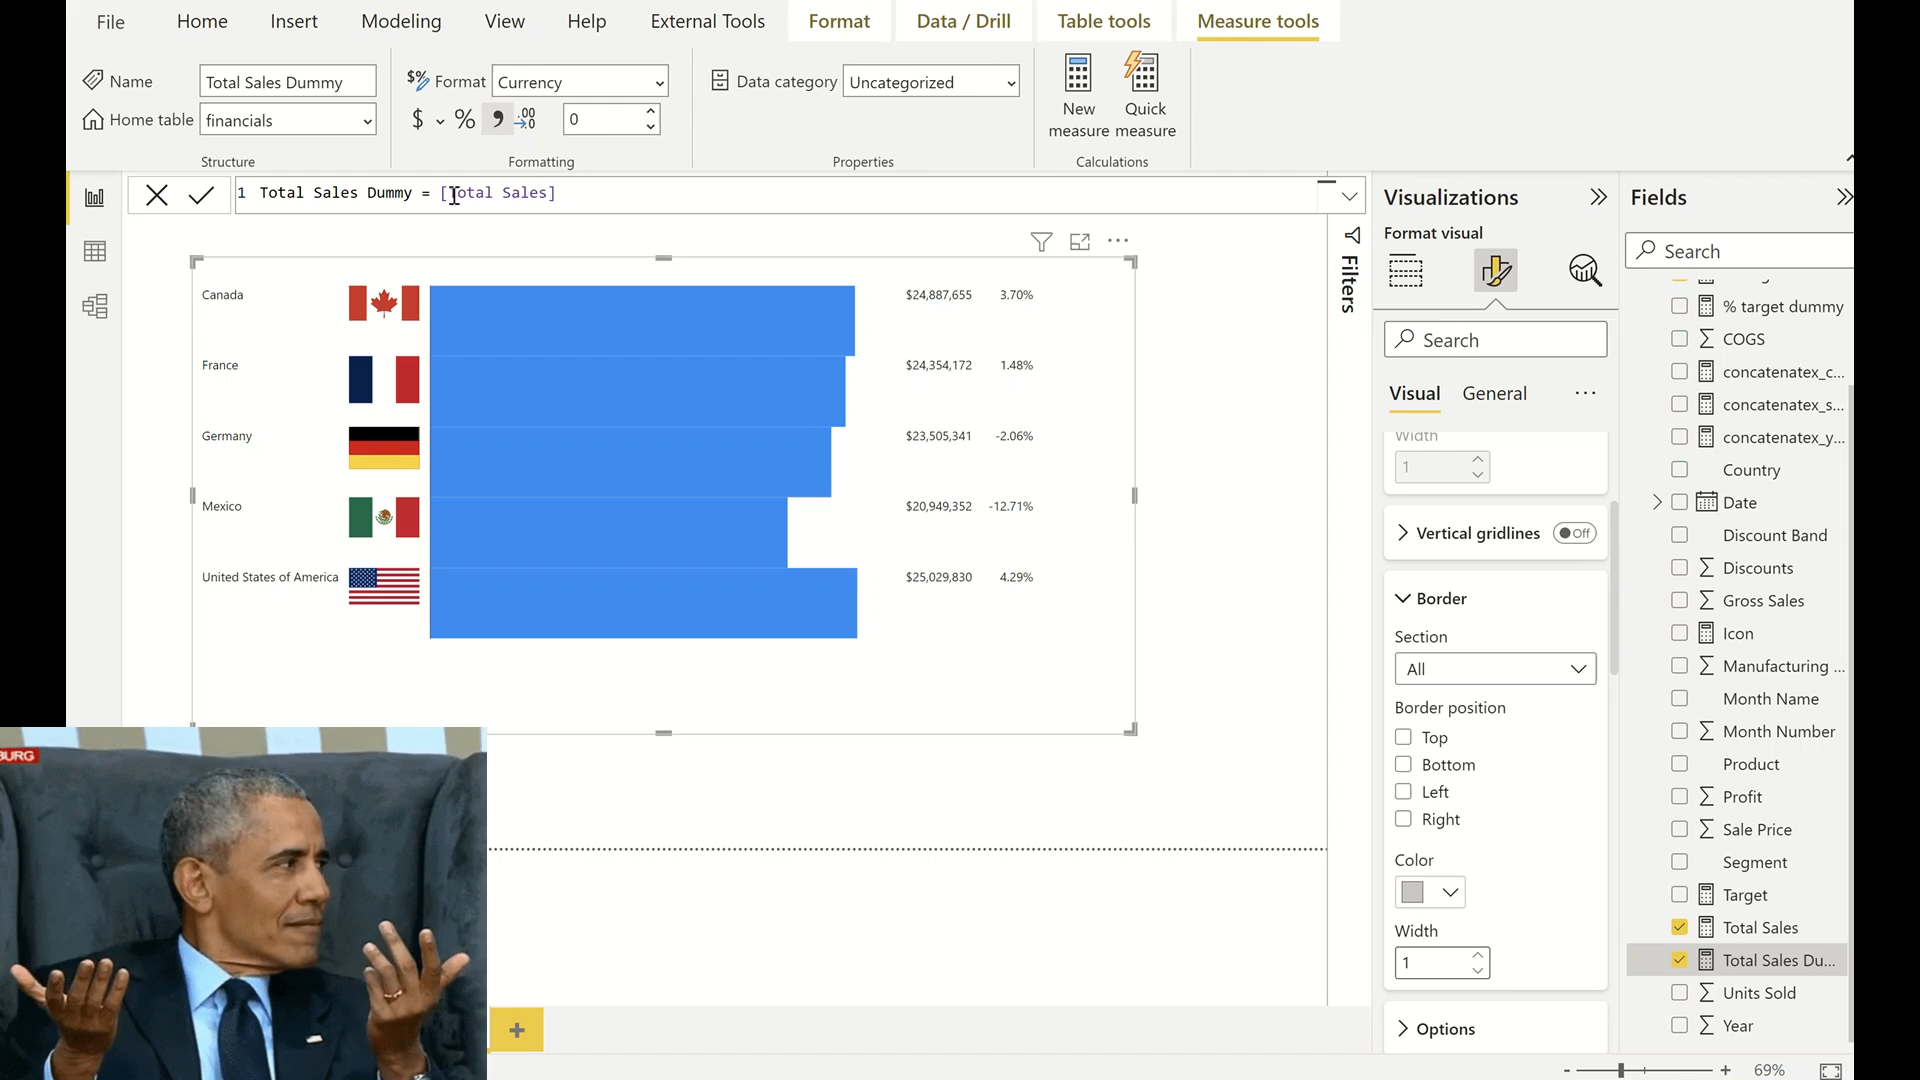 File Home Insert Modeling View Help External Tools Format Data / Drill Table tools Measure tools
Name Total Sales Dummy
Home table financials
Structure
$% Format Currency
$ % , .00 →.0 0
Formatting
Data category Uncategorized
Properties
New measure
Quick measure
Calculations
1 Total Sales Dummy = [Total Sales]
Canada $24,887,655 3.70%
France $24,354,172 1.48%
Germany $23,505,341 -2.06%
Mexico $20,949,352 -12.71%
United States of America $25,029,830 4.29%
BURG
Filters
Visualizations
Format visual
Search
Visual General
Width
1
Vertical gridlines Off
Border
Section
All
Border position
Top
Bottom
Left
Right
Color
Width
1
Options
Fields
Search
% target dummy
COGS
concatenatex_c...
concatenatex_s...
concatenatex_y...
Country
Date
Discount Band
Discounts
Gross Sales
Icon
Manufacturing ...
Month Name
Month Number
Product
Profit
Sale Price
Segment
Target
Total Sales
Total Sales Du...
Units Sold
Year
- + 69%